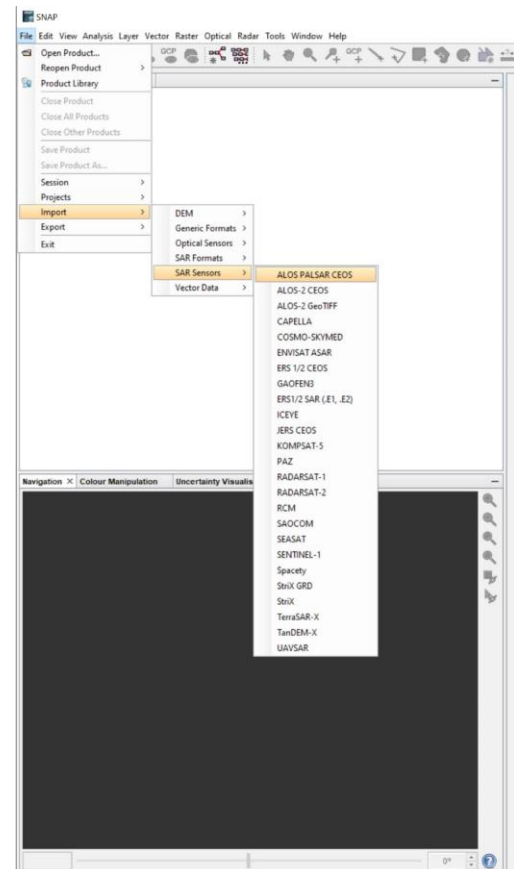 SNAP
File Edit View Analysis Layer Vector Raster Optical Radar Tools Window Help
Open Product...
Reopen Product >
Product Library
Close Product
Close All Products
Close Other Products
Save Product
Save Product As...
Session >
Projects >
Import >
Export >
Exit
GCP
GCP
DEM >
Generic Formats >
Optical Sensors >
SAR Formats >
SAR Sensors >
Vector Data >
ALOS PALSAR CEOS
ALOS-2 CEOS
ALOS-2 GeoTIFF
CAPELLA
COSMO-SKYMED
ENVISAT ASAR
ERS 1/2 CEOS
GAOFEN3
ERS1/2 SAR (.E1, .E2)
ICEYE
JERS CEOS
KOMPSAT-5
PAZ
RADARSAT-1
RADARSAT-2
RCM
SAOCOM
SEASAT
SENTINEL-1
Spacety
StriX GRD
StriX
TerraSAR-X
TanDEM-X
UAVSAR
Navigation × Colour Manipulation Uncertainty Visualis
0°